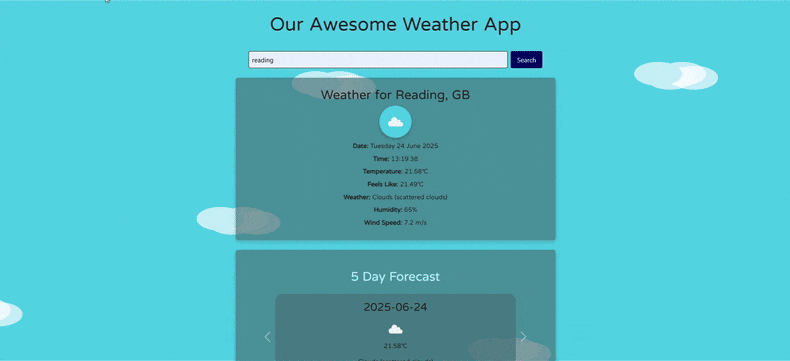 Our Awesome Weather App
reading
Search
Weather for Reading, GB
Date: Tuesday 24 June 2025
Time: 13:19:38
Temperature: 21.58°C
Feels Like: 21.49°C
Weather: Clouds (scattered clouds)
Humidity: 65%
Wind Speed: 7.2 m/s
5 Day Forecast
2025-06-24
21.58°C